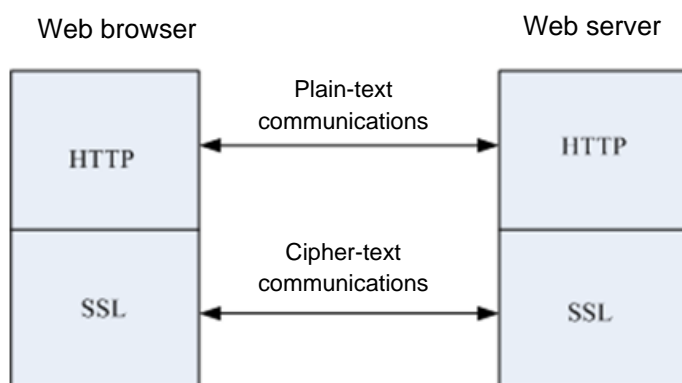 Web browser
Web server
Plain-text
communications
HTTP
HTTP
Cipher-text
communications
SSL
SSL